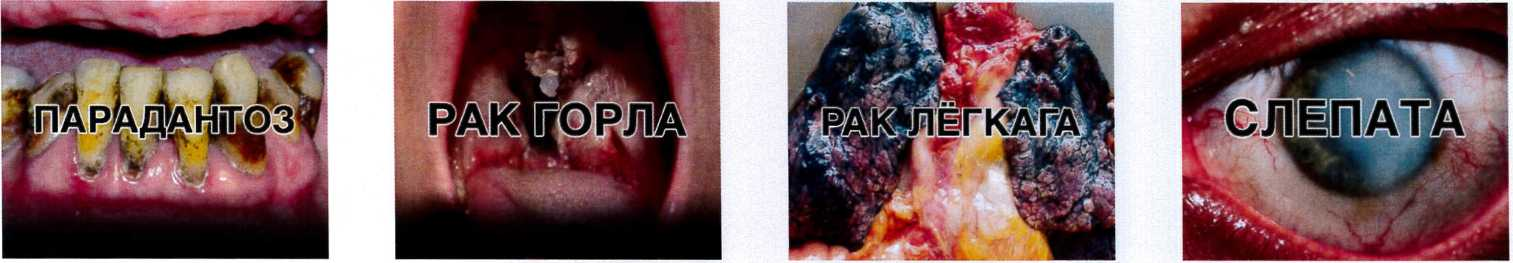 ПАРАДАНТОЗ
РАК ГОРЛА
РАК ЛЁГКАГА
СЛЕПАТА